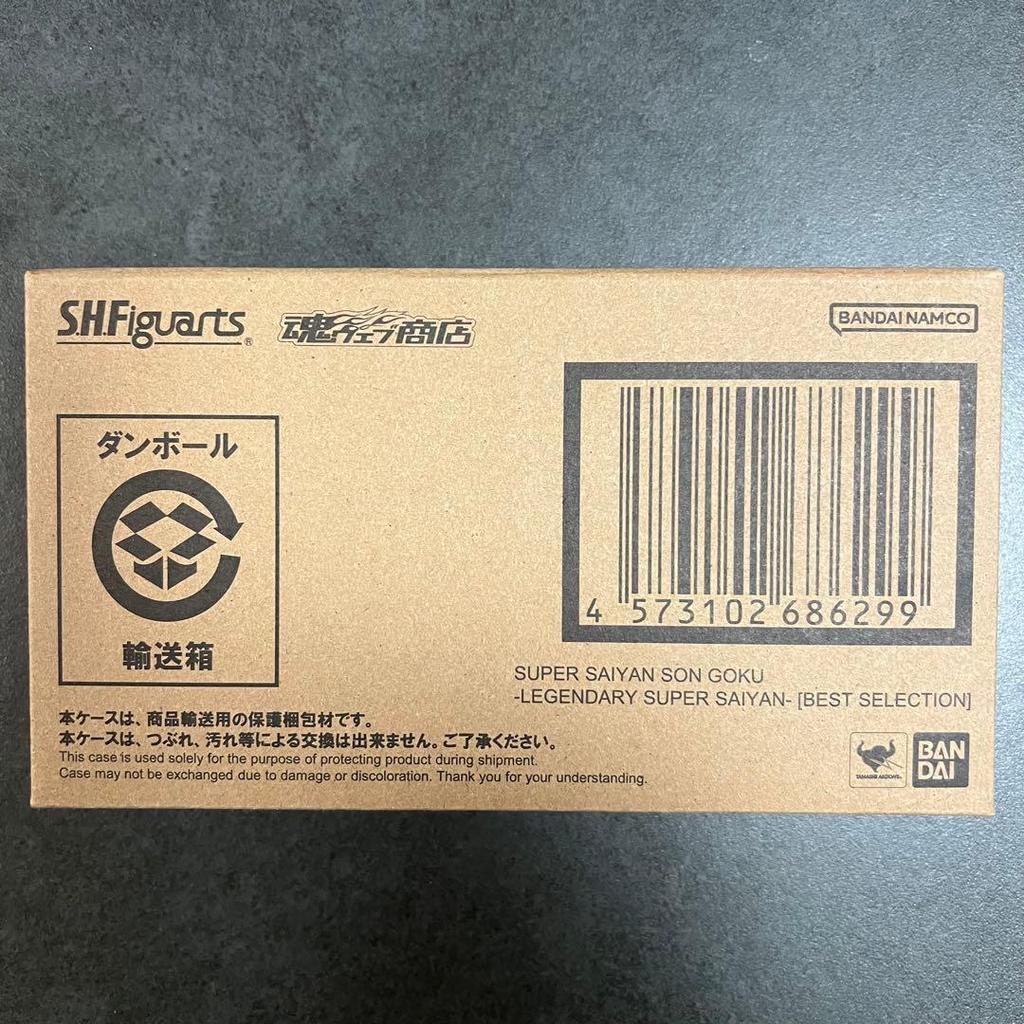 S.H.Figuarts®
魂ウェブ商店
BANDAI NAMCO
ダンボール
輸送箱
4 573102 686299
SUPER SAIYAN SON GOKU
-LEGENDARY SUPER SAIYAN- [BEST SELECTION]
本ケースは、商品輸送用の保護梱包材です。
本ケースは、つぶれ、汚れ等による交換は出来ません。ご了承ください。
This case is used solely for the purpose of protecting product during shipment.
Case may not be exchanged due to damage or discoloration. Thank you for your understanding.
TAMASHII NATIONS
BAN
DAI